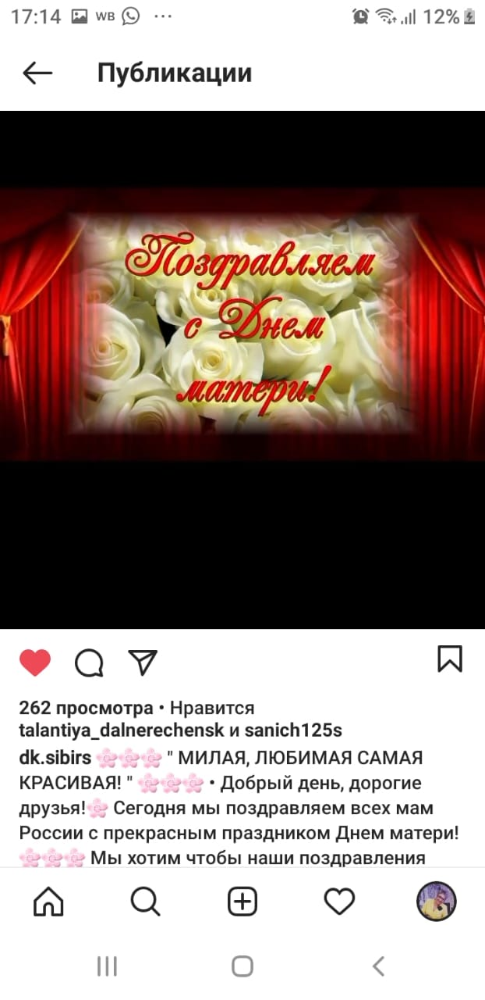 17:14 WB ... 12%
Публикации
Поздравляем
с Днем
матери!
262 просмотра • Нравится
talantiya_dalnerechensk и sanich125s
dk.sibirs 🌸🌸🌸 " МИЛАЯ, ЛЮБИМАЯ САМАЯ
КРАСИВАЯ! " 🌸🌸🌸 • Добрый день, дорогие
друзья!🌸 Сегодня мы поздравляем всех мам
России с прекрасным праздником Днем матери!
🌸🌸🌸 Мы хотим чтобы наши поздравления